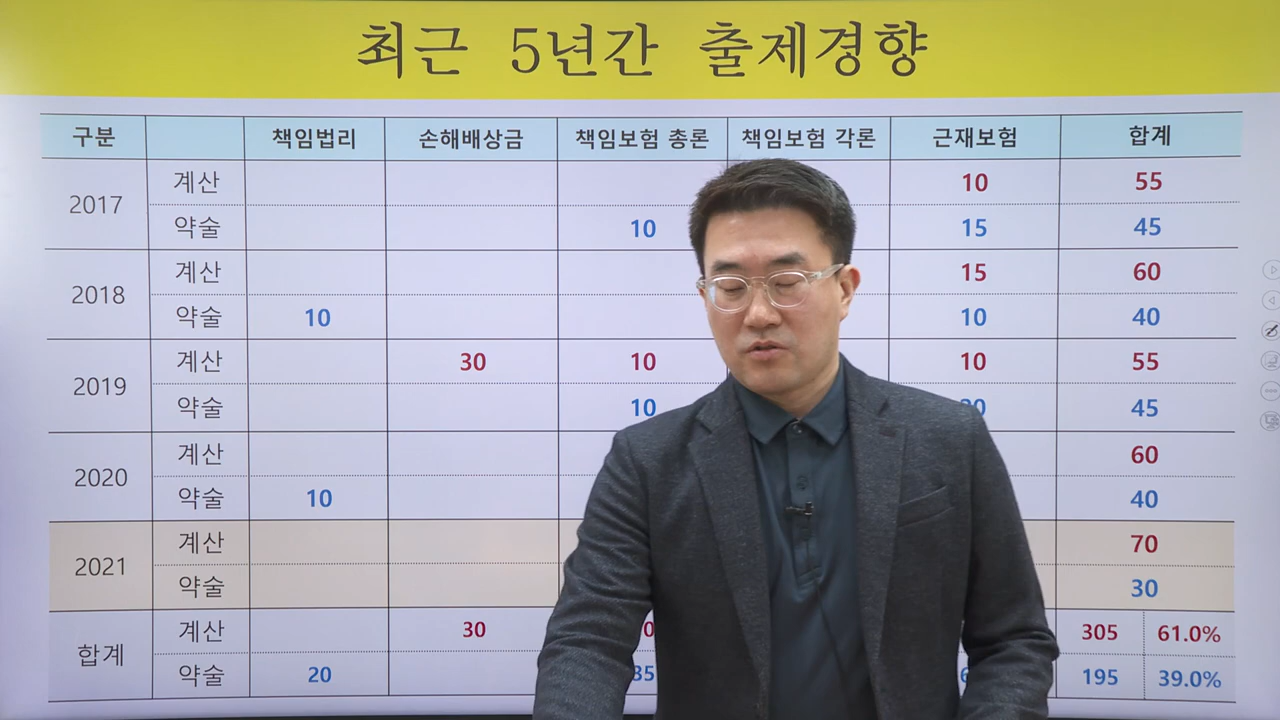 최근 5년간 출제경향
구분 책임법리 손해배상금 책임보험 총론 책임보험 각론 근재보험 합계
2017 계산 10 55
약술 10 15 45
2018 계산 15 60
약술 10 10 40
2019 계산 30 10 10 55
약술 10 45
2020 계산 60
약술 10 40
2021 계산 70
약술 30
합계 계산 30 305 61.0%
약술 20 195 39.0%